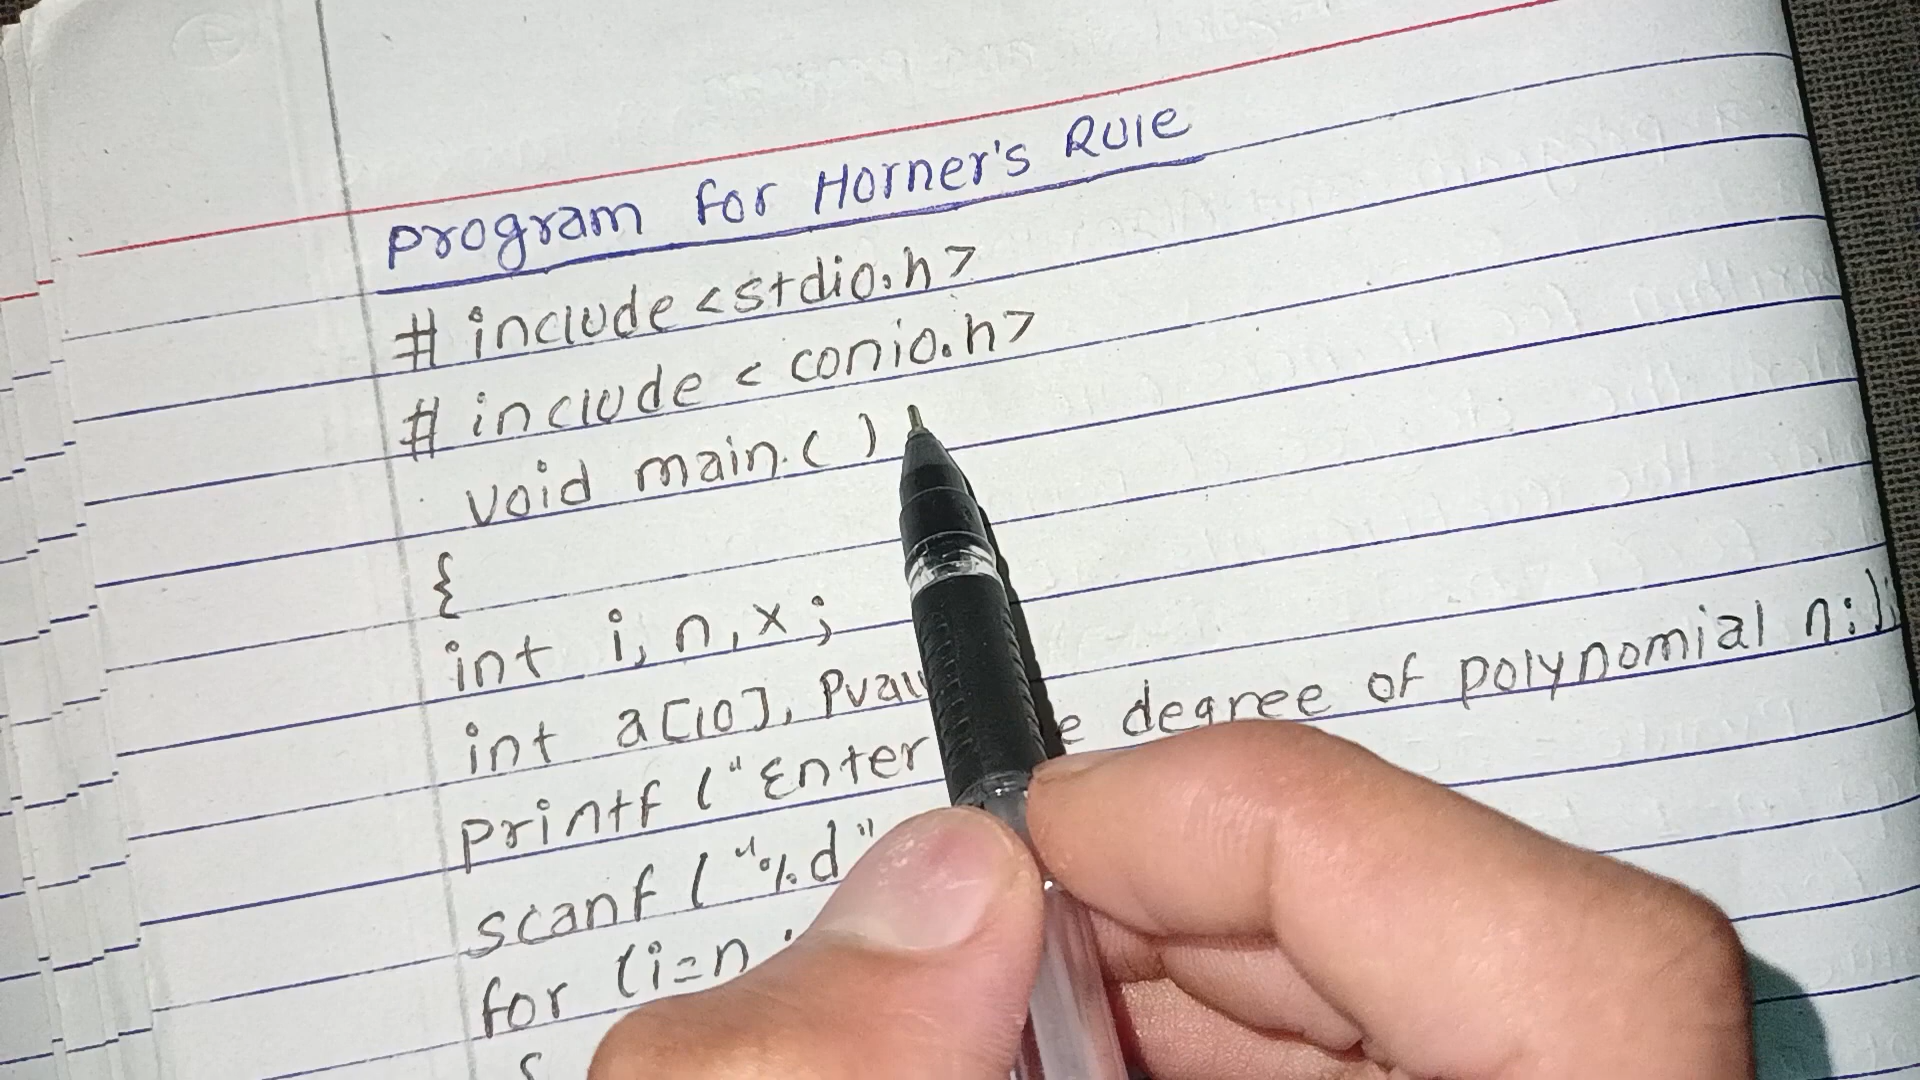 Program for Horner's Rule
# include <stdio.h>
# include < conio.h>
void main. ( )
{
int i, n, x ;
int a[10],
printf ("Enter degree of polynomial n: );
scanf ( "%d"
for (i=n
{